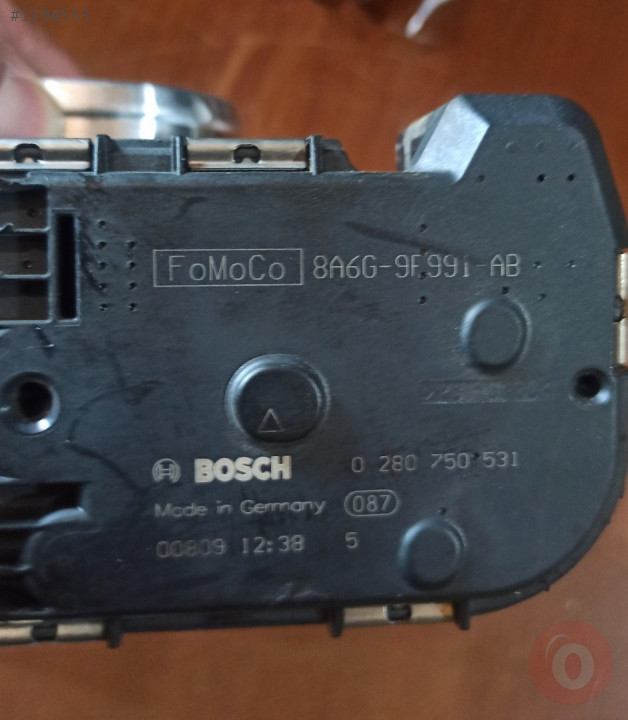 FoMoCo 8A6G-9F991-AB
BOSCH 0 280 750 531
Made in Germany 087
00809 12:38 5